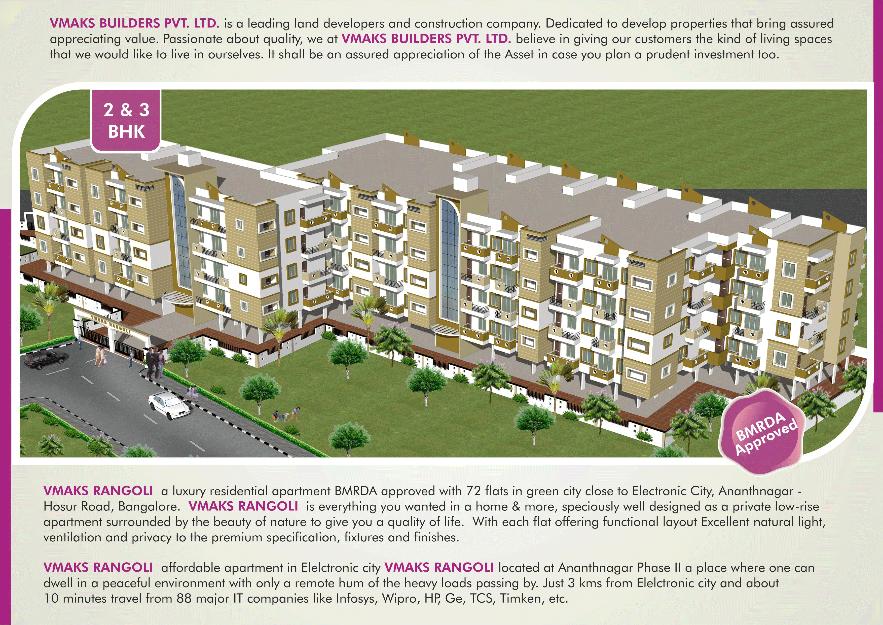 VMAKS BUILDERS PVT. LTD. is a leading land developers and construction company. Dedicated to develop properties that bring assured
appreciating value. Passionate about quality, we at VMAKS BUILDERS PVT. LTD. believe in giving our customers the kind of living spaces
that we would like to live in ourselves. It shall be an assured appreciation of the Asset in case you plan a prudent investment too.
2 & 3
BHK
BMRDA
Approved
VMAKS RANGOLI a luxury residential apartment BMRDA approved with 72 flats in green city close to Electronic City, Ananthnagar -
Hosur Road, Bangalore. VMAKS RANGOLI is everything you wanted in a home & more, speciously well designed as a private low-rise
apartment surrounded by the beauty of nature to give you a quality of life. With each flat offering functional layout Excellent natural light,
ventilation and privacy to the premium specification, fixtures and finishes.
VMAKS RANGOLI affordable apartment in Elelctronic city VMAKS RANGOLI located at Ananthnagar Phase II a place where one can
dwell in a peaceful environment with only a remote hum of the heavy loads passing by. Just 3 kms from Elelctronic city and about
10 minutes travel from 88 major IT companies like Infosys, Wipro, HP, Ge, TCS, Timken, etc.